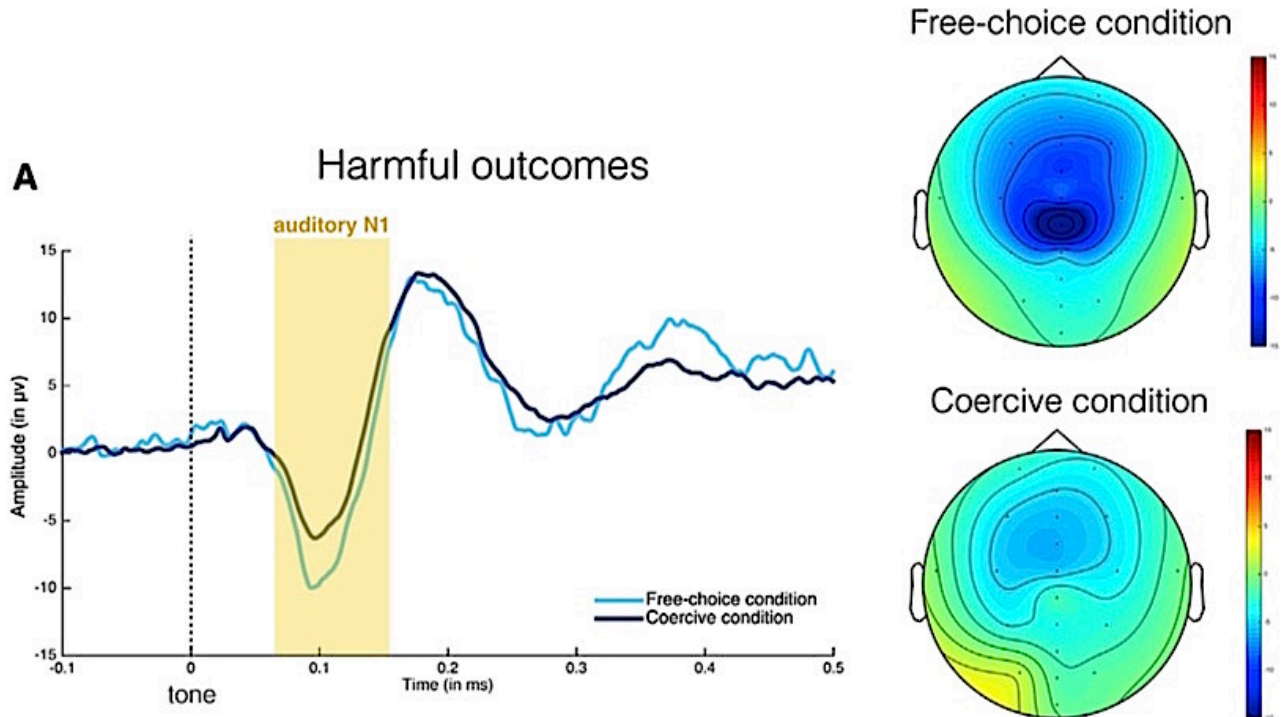 Free-choice condition
A
Harmful outcomes
auditory N1
15
10
5
0
-5
-10
-15
Amplitude (in μv)
-0.1
0
0.1
0.2
0.3
0.4
0.5
tone
Time (in ms)
Free-choice condition
Coercive condition
Coercive condition